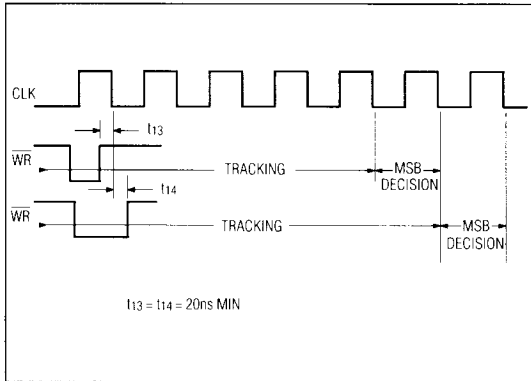 CLK
t13
WR
TRACKING
MSB
DECISION
t14
WR
TRACKING
MSB
DECISION
t13 = t14 = 20ns MIN